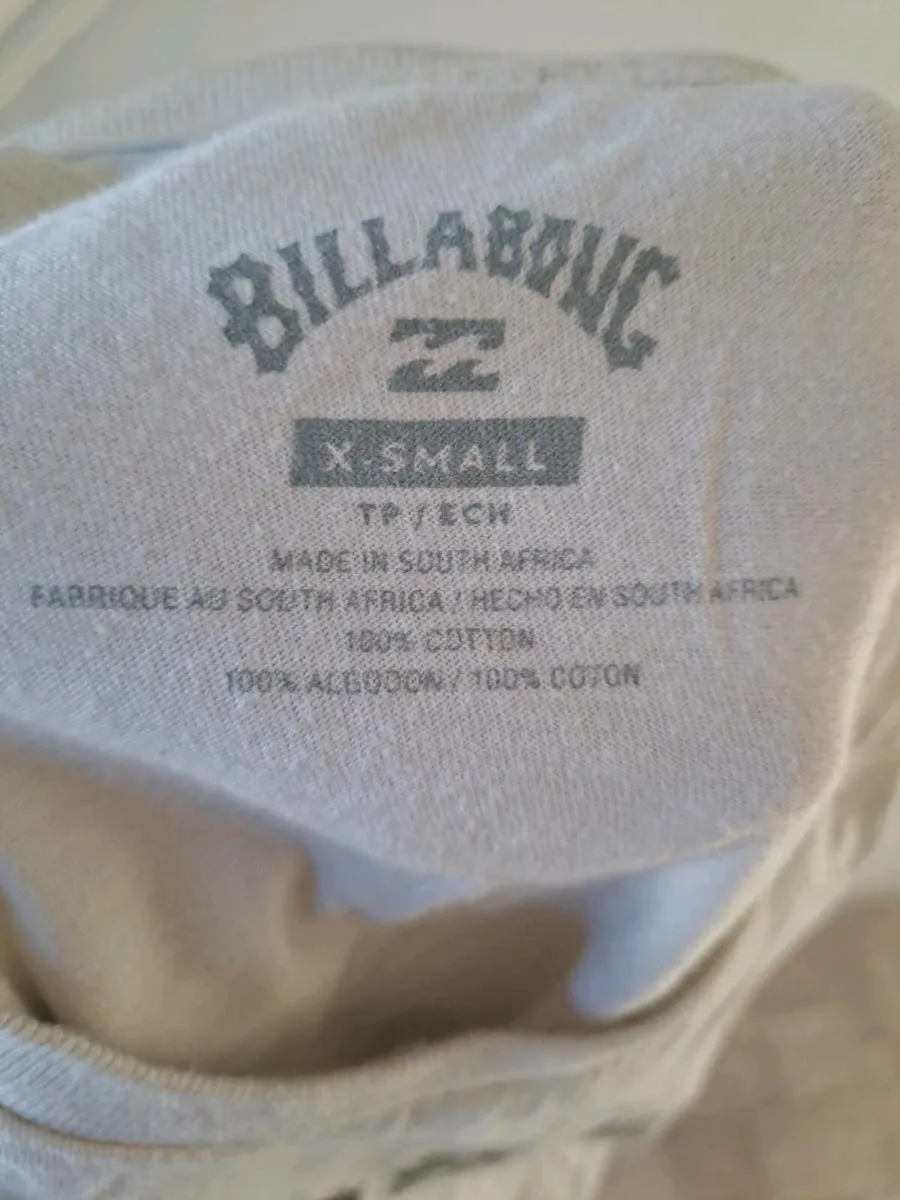 BILLABONG
X-SMALL
TP / ECH
MADE IN SOUTH AFRICA
FABRIQUE AU SOUTH AFRICA / HECHO EN SOUTH AFRICA
100% COTTON
100% ALGODON / 100% COTON